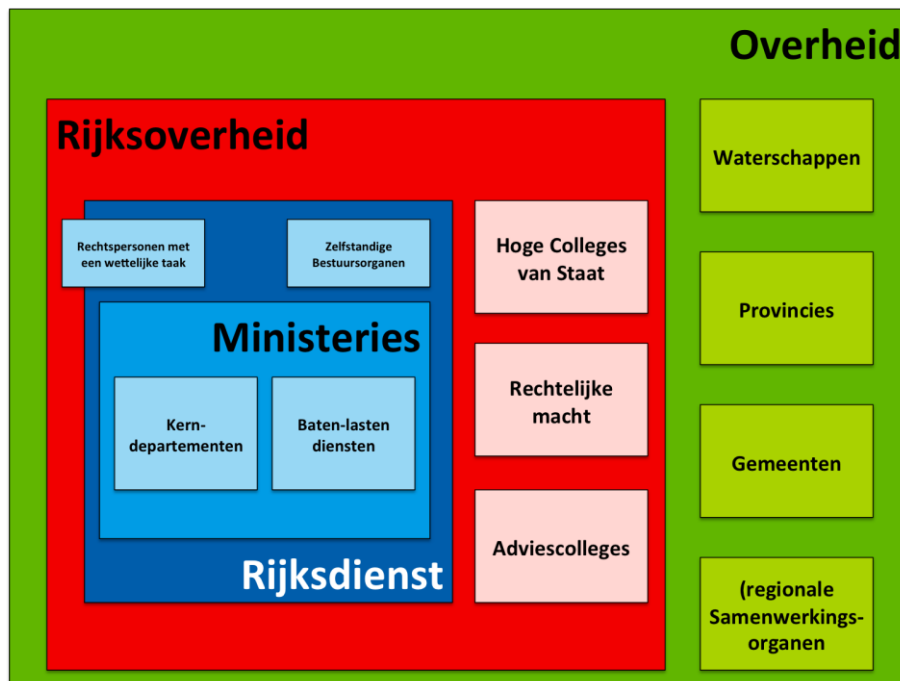 Overheid
Rijksoverheid
Waterschappen
Rechtspersonen met
een wettelijke taak
Zelfstandige
Bestuursorganen
Hoge Colleges
van Staat
Provincies
Ministeries
Kern-
departementen
Baten-lasten
diensten
Rechtelijke
macht
Gemeenten
Adviescolleges
Rijksdienst
(regionale
Samenwerkings-
organen